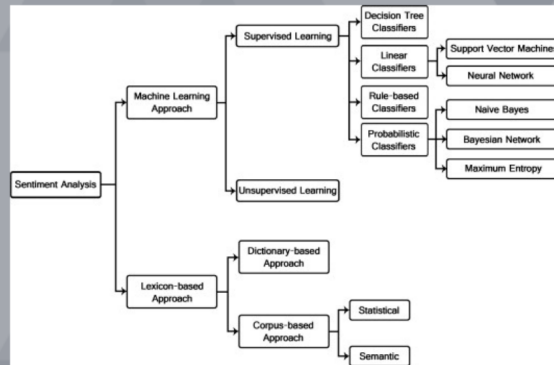 Sentiment Analysis
Machine Learning
Approach
Supervised Learning
Decision Tree
Classifiers
Linear
Classifiers
Support Vector Machines
Neural Network
Rule-based
Classifiers
Probabilistic
Classifiers
Naive Bayes
Bayesian Network
Maximum Entropy
Unsupervised Learning
Lexicon-based
Approach
Dictionary-based
Approach
Corpus-based
Approach
Statistical
Semantic